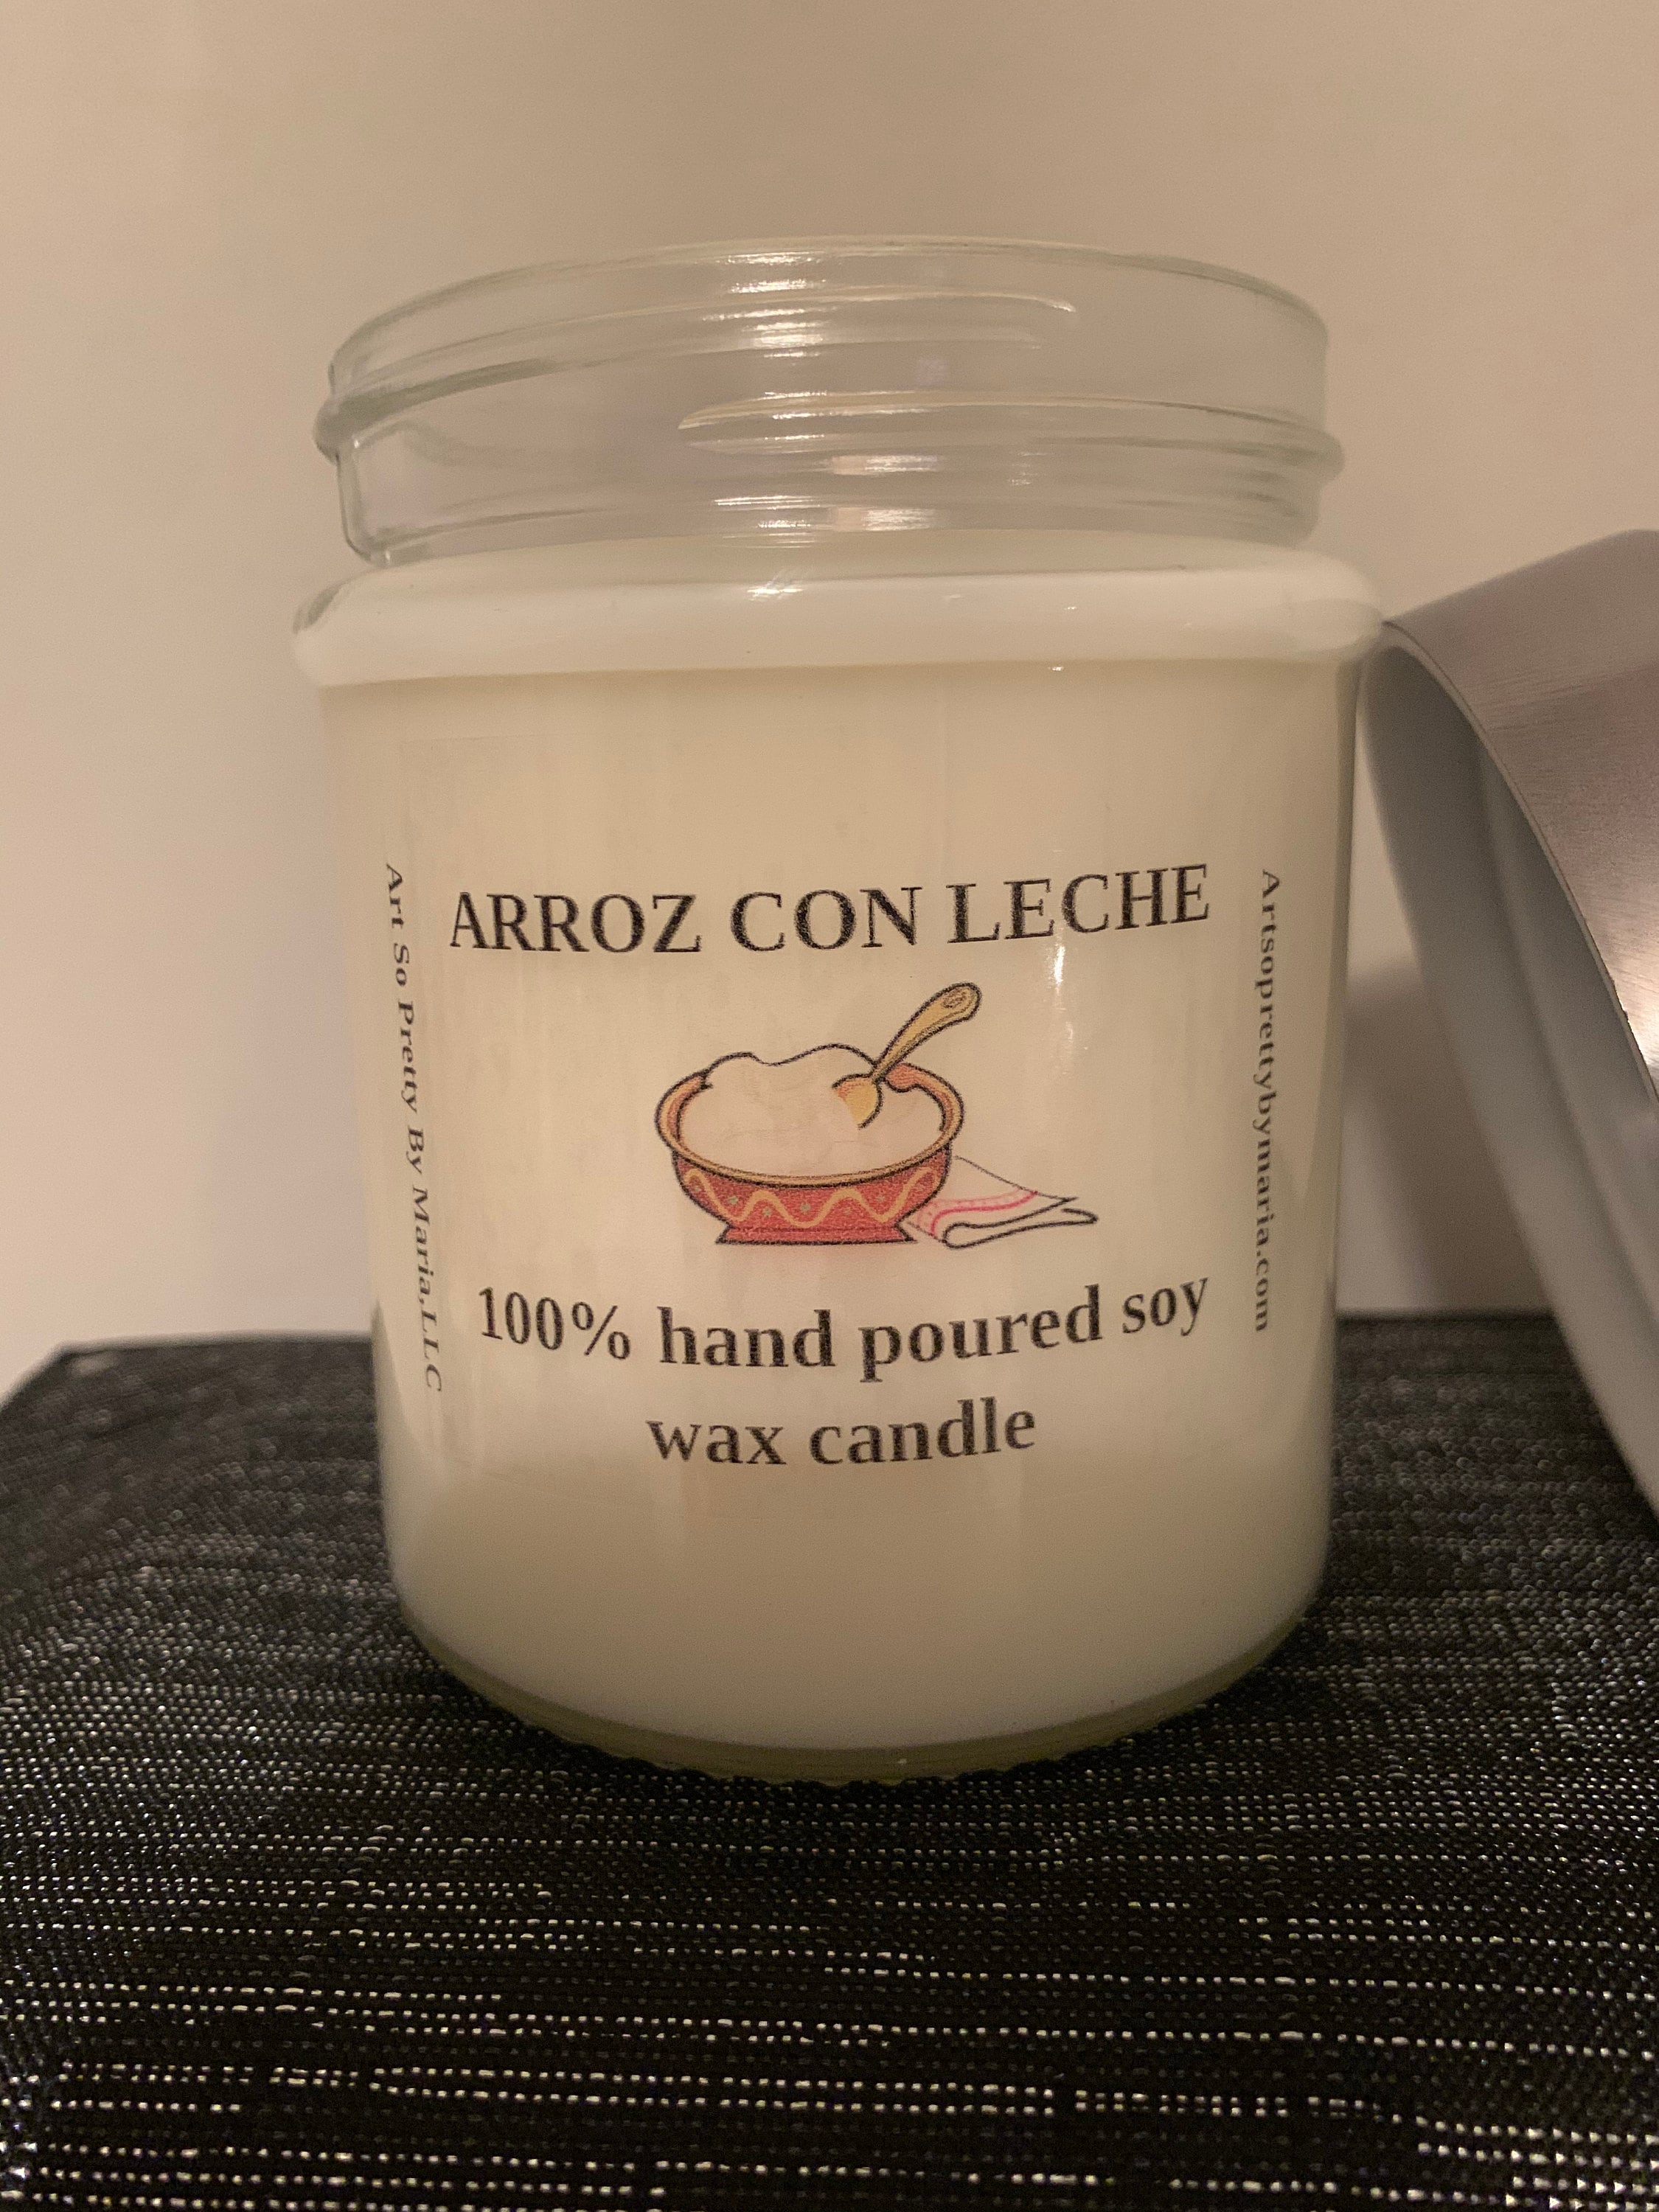 ARROZ CON LECHE
100% hand poured soy
wax candle
Art So Pretty By Maria,LLC
Artsoprettybymaria.com